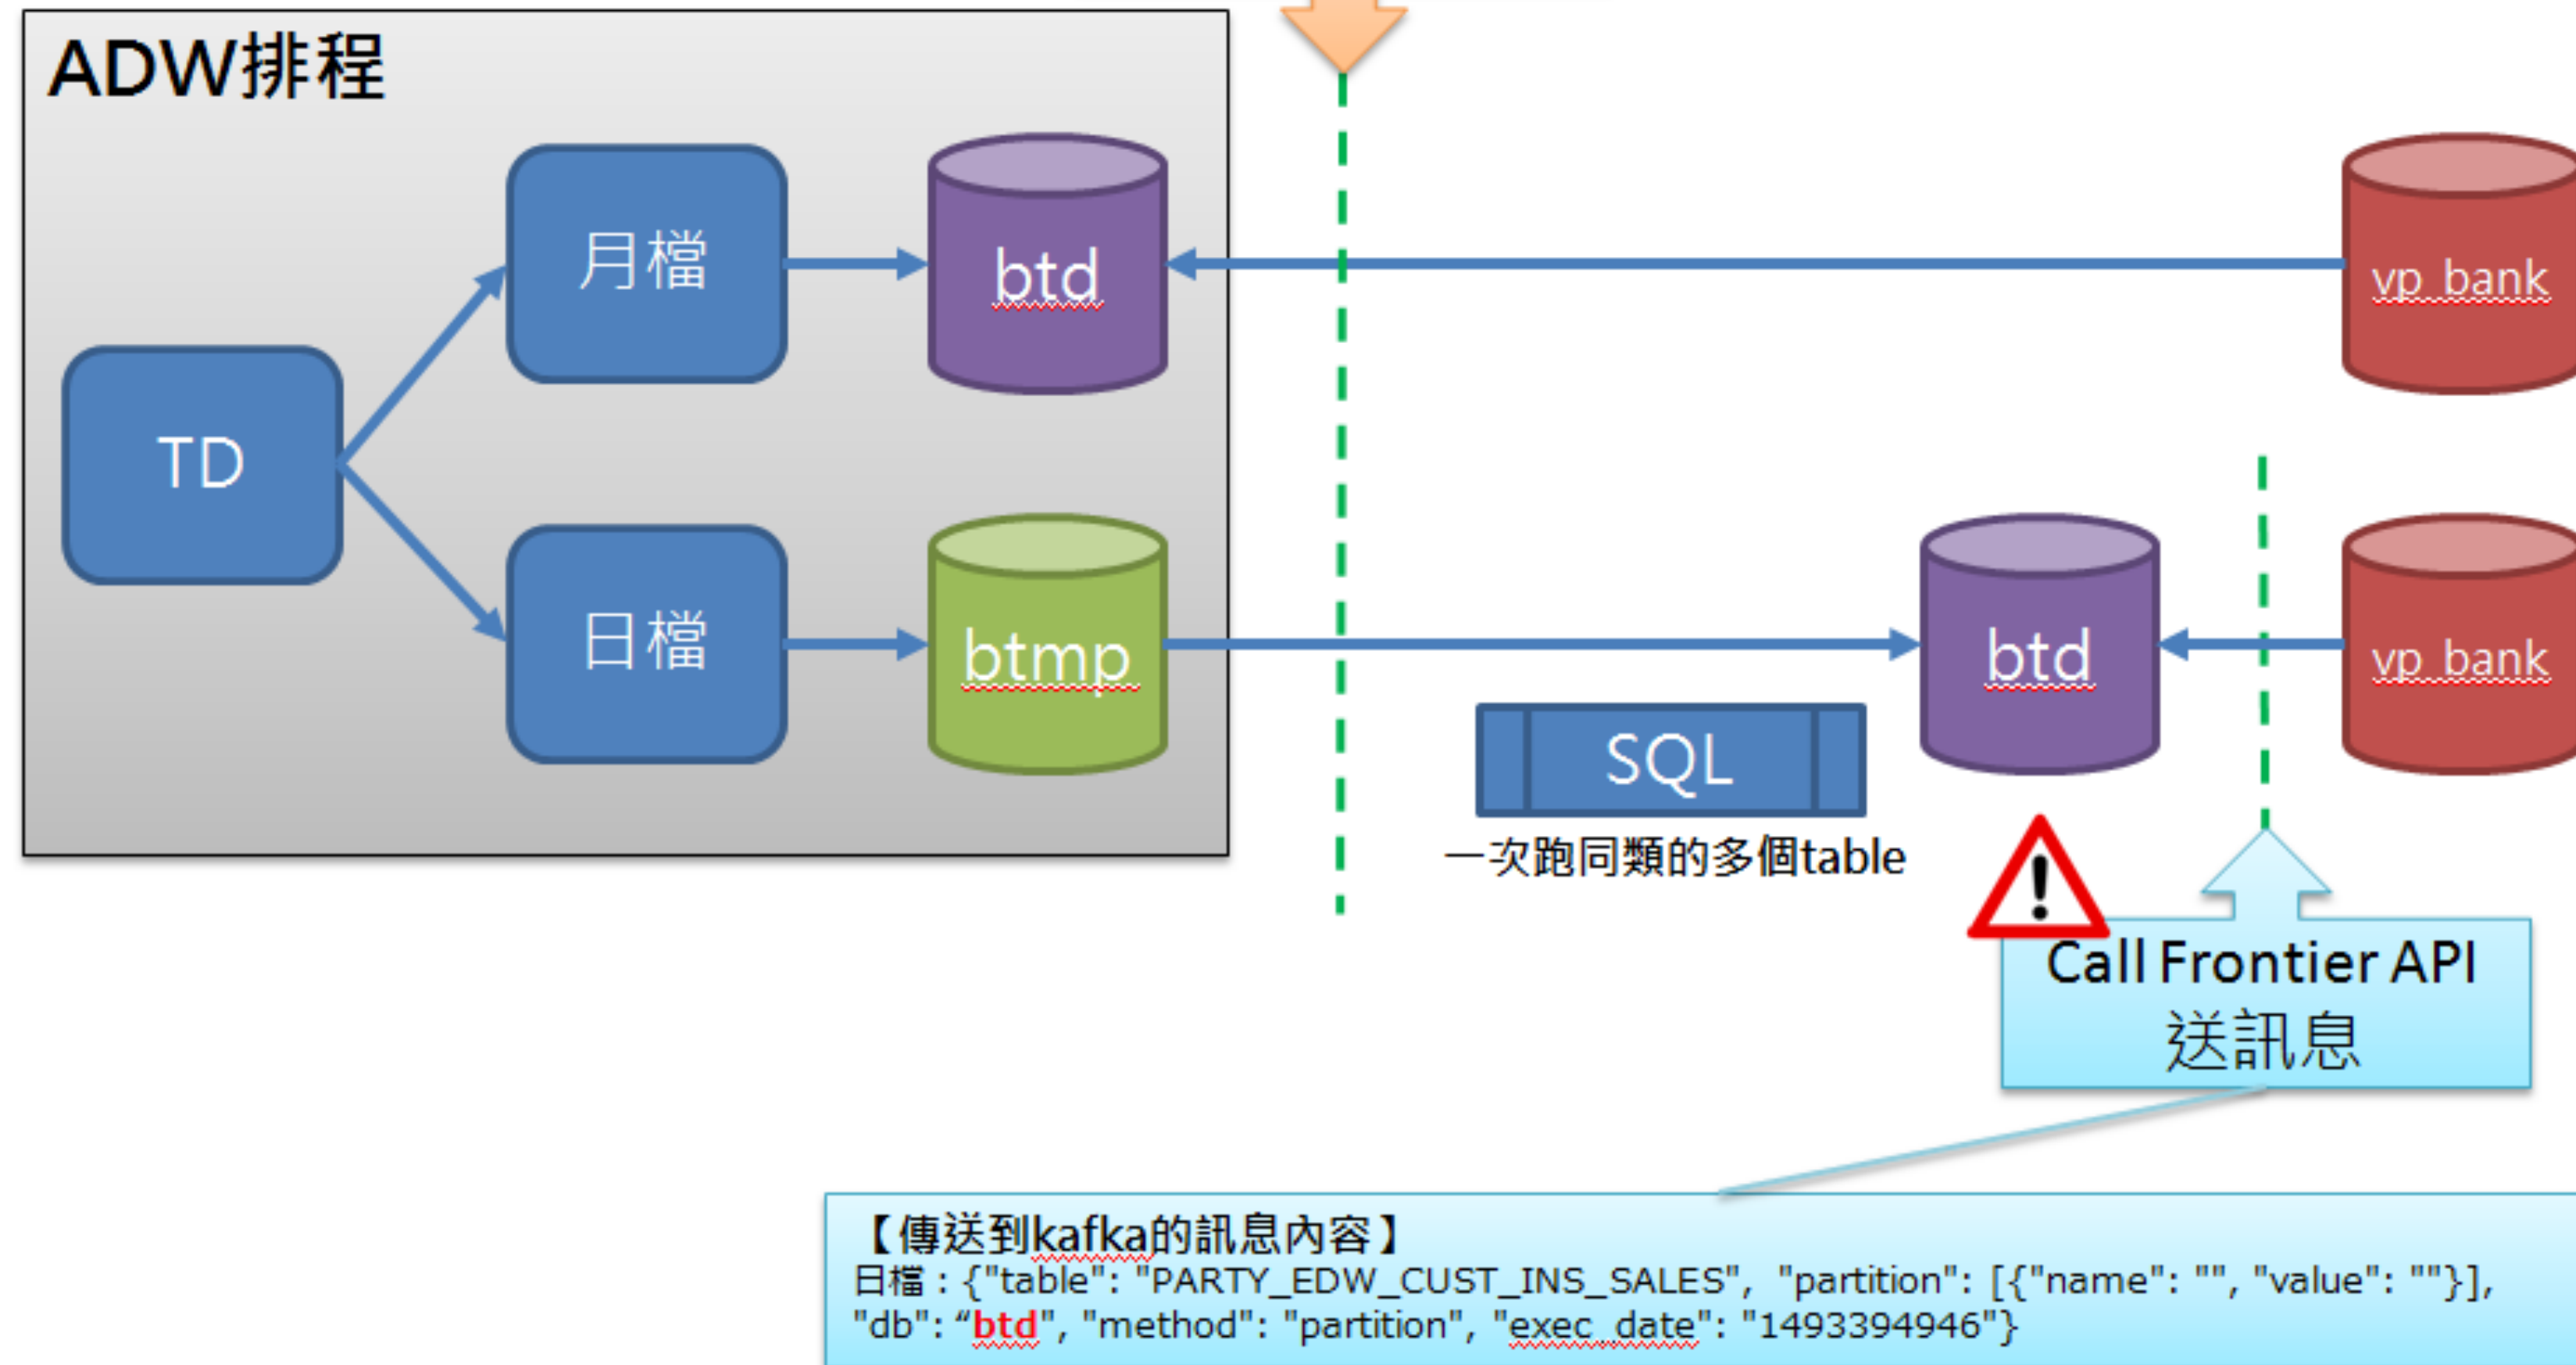 ADW排程
月檔
btd
vp_bank
TD
日檔
btmp
btd
vp_bank
SQL
一次跑同類的多個table
Call Frontier API
送訊息
【傳送到kafka的訊息內容】
日檔：{"table": "PARTY_EDW_CUST_INS_SALES", "partition": [{"name": "", "value": ""}],
"db": “btd", "method": "partition", "exec_date": "1493394946"}